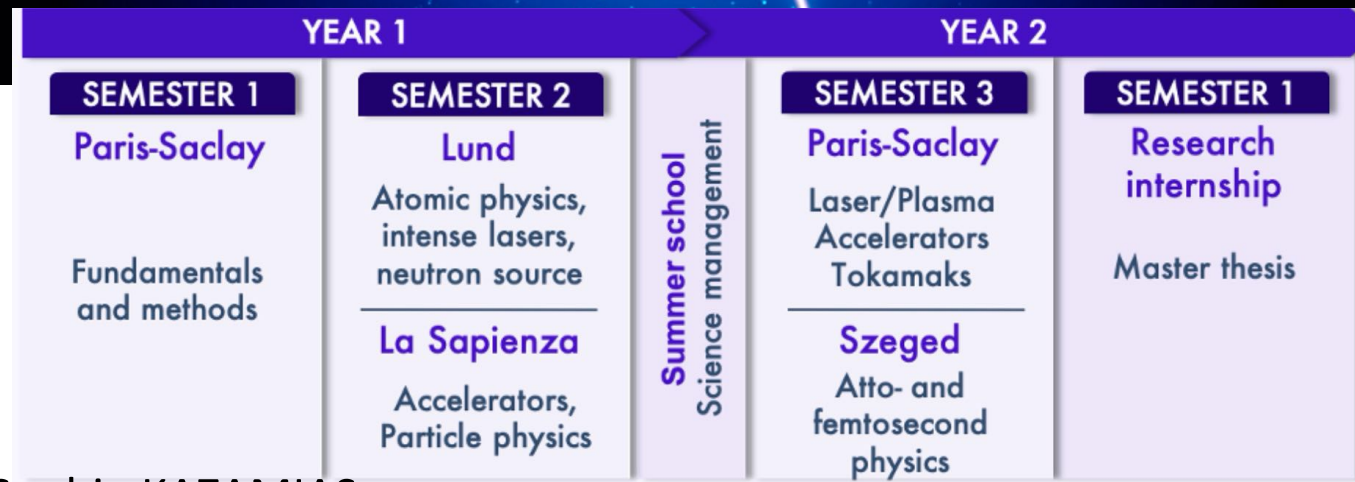 YEAR 1
YEAR 2
SEMESTER 1
Paris-Saclay
Fundamentals
and methods
SEMESTER 2
Lund
Atomic physics,
intense lasers,
neutron source
La Sapienza
Accelerators,
Particle physics
Summer school
Science management
SEMESTER 3
Paris-Saclay
Laser/Plasma
Accelerators
Tokamaks
Szeged
Atto- and
femtosecond
physics
SEMESTER 1
Research
internship
Master thesis